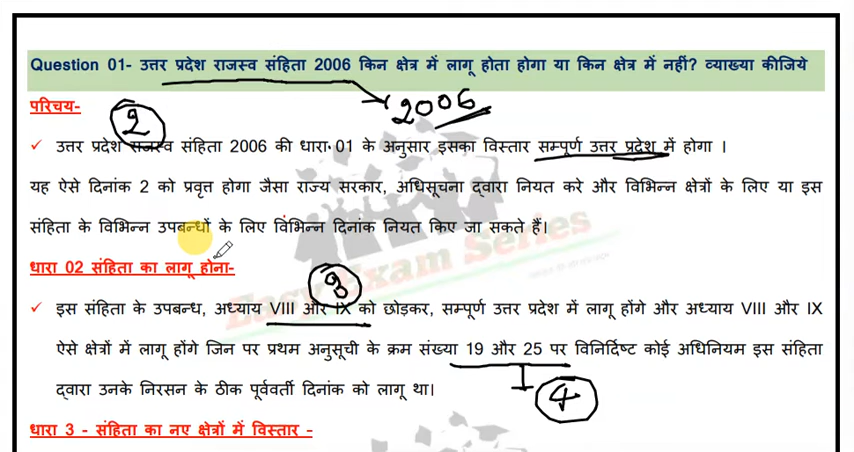 Question 01- उत्तर प्रदेश राजस्व संहिता 2006 किन क्षेत्र में लागू होता होगा या किन क्षेत्र में नहीं? व्याख्या कीजिये
2006
परिचय-
2
उत्तर प्रदेश राजस्व संहिता 2006 की धारा 01 के अनुसार इसका विस्तार सम्पूर्ण उत्तर प्रदेश में होगा ।
यह ऐसे दिनांक 2 को प्रवृत्त होगा जैसा राज्य सरकार, अधिसूचना द्वारा नियत करे और विभिन्न क्षेत्रों के लिए या इस
संहिता के विभिन्न उपबन्धों के लिए विभिन्न दिनांक नियत किए जा सकते हैं।
धारा 02 संहिता का लागू होना-
3
इस संहिता के उपबन्ध, अध्याय VIII और IX को छोड़कर, सम्पूर्ण उत्तर प्रदेश में लागू होंगे और अध्याय VIII और IX
ऐसे क्षेत्रों में लागू होंगे जिन पर प्रथम अनुसूची के क्रम संख्या 19 और 25 पर विनिर्दिष्ट कोई अधिनियम इस संहिता
द्वारा उनके निरसन के ठीक पूर्ववर्ती दिनांक को लागू था।
4
धारा 3 - संहिता का नए क्षेत्रों में विस्तार -
Easy Exam Series